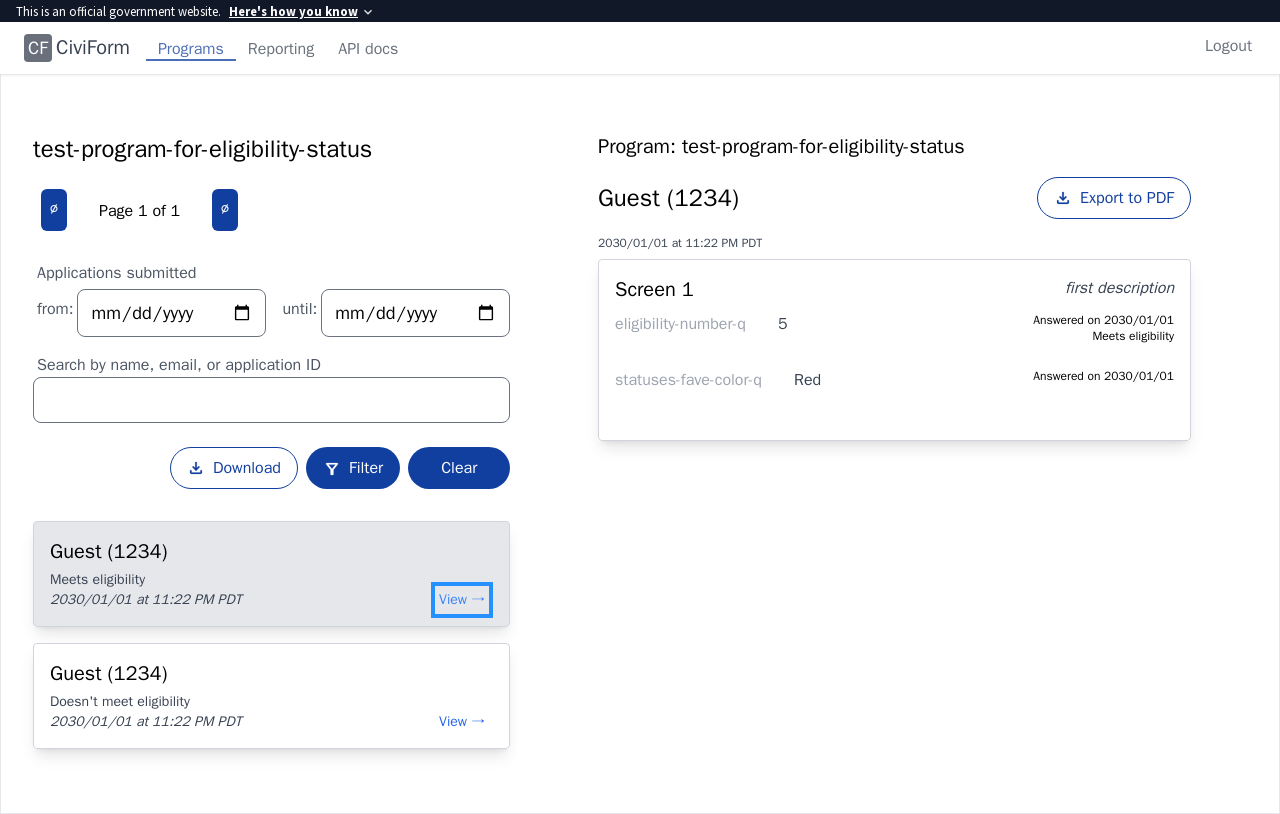 This is an official government website. Here's how you know
CF CiviForm Programs Reporting API docs Logout
test-program-for-eligibility-status
Page 1 of 1
Applications submitted
from: mm/dd/yyyy until: mm/dd/yyyy
Search by name, email, or application ID
Download Filter Clear
Guest (1234)
Meets eligibility
2030/01/01 at 11:22 PM PDT
View →
Guest (1234)
Doesn't meet eligibility
2030/01/01 at 11:22 PM PDT
View →
Program: test-program-for-eligibility-status
Guest (1234)
Export to PDF
2030/01/01 at 11:22 PM PDT
Screen 1
first description
eligibility-number-q 5
Answered on 2030/01/01
Meets eligibility
statuses-fave-color-q Red
Answered on 2030/01/01